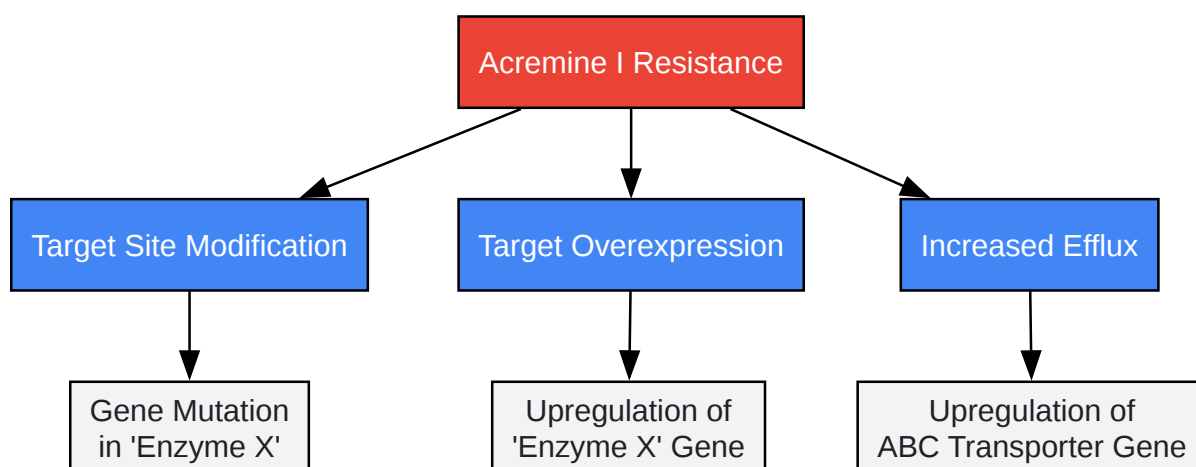 Acremine I Resistance
Target Site Modification
Target Overexpression
Increased Efflux
Gene Mutation
in 'Enzyme X'
Upregulation of
'Enzyme X' Gene
Upregulation of
ABC Transporter Gene